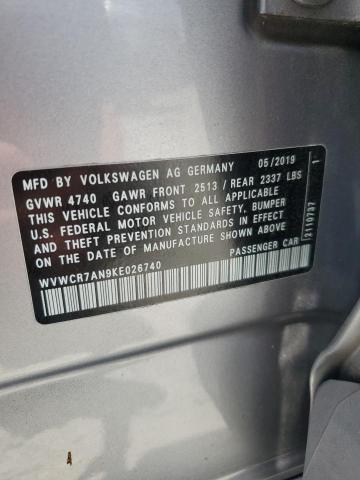 MFD BY VOLKSWAGEN AG GERMANY 05/2019 1
GVWR 4740 GAWR FRONT 2513 / REAR 2337 LBS
THIS VEHICLE CONFORMS TO ALL APPLICABLE
U.S. FEDERAL MOTOR VEHICLE SAFETY, BUMPER
AND THEFT PREVENTION STANDARDS IN EFFECT
ON THE DATE OF MANUFACTURE SHOWN ABOVE.
WVWCR7AN9KE026740 PASSENGER CAR
2110737